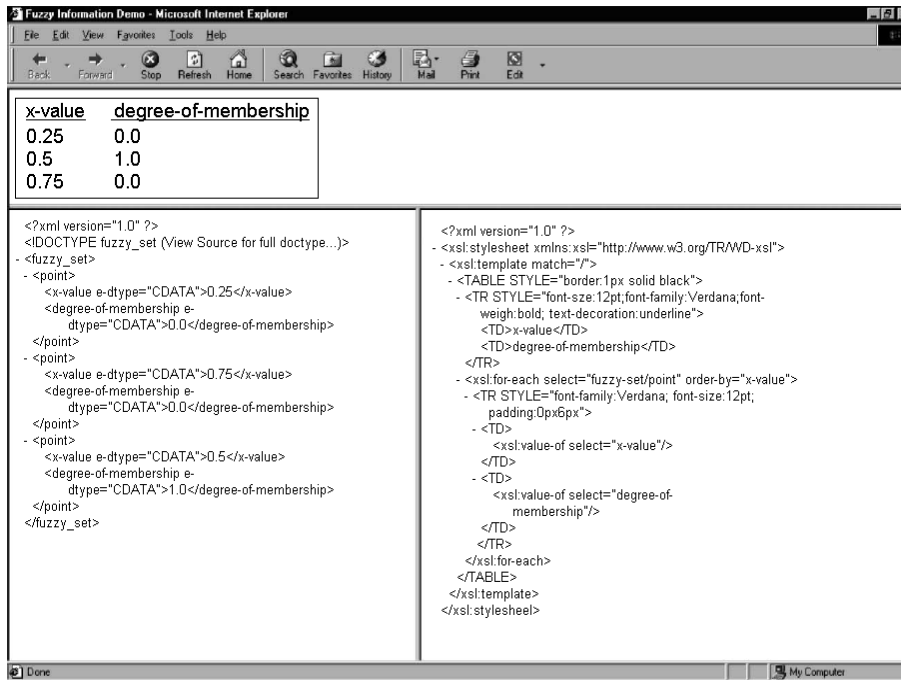 Fuzzy Information Demo - Microsoft Internet Explorer
File Edit View Favorites Tools Help
Back Forward Stop Refresh Home Search Favorites History Mail Print Edit
x-value degree-of-membership
0.25 0.0
0.5 1.0
0.75 0.0
<?xml version="1.0" ?>
<!DOCTYPE fuzzy_set (View Source for full doctype...)>
- <fuzzy_set>
- <point>
<x-value e-dtype="CDATA">0.25</x-value>
<degree-of-membership e-
dtype="CDATA">0.0</degree-of-membership>
</point>
- <point>
<x-value e-dtype="CDATA">0.75</x-value>
<degree-of-membership e-
dtype="CDATA">0.0</degree-of-membership>
</point>
- <point>
<x-value e-dtype="CDATA">0.5</x-value>
<degree-of-membership e-
dtype="CDATA">1.0</degree-of-membership>
</point>
</fuzzy_set>
<?xml version="1.0" ?>
- <xsl:stylesheet xmlns:xsl="http://www.w3.org/TR/WD-xsl">
- <xsl:template match="/">
- <TABLE STYLE="border:1px solid black">
- <TR STYLE="font-sze:12pt;font-family:Verdana;font-
weigh:bold; text-decoration:underline">
<TD>x-value</TD>
<TD>degree-of-membership</TD>
</TR>
- <xsl:for-each select="fuzzy-set/point" order-by="x-value">
- <TR STYLE="font-family:Verdana; font-size:12pt;
padding:0px6px">
- <TD>
<xsl:value-of select="x-value"/>
</TD>
- <TD>
<xsl:value-of select="degree-of-
membership"/>
</TD>
</TR>
</xsl:for-each>
</TABLE>
</xsl:template>
</xsl:stylesheel>
Done My Computer